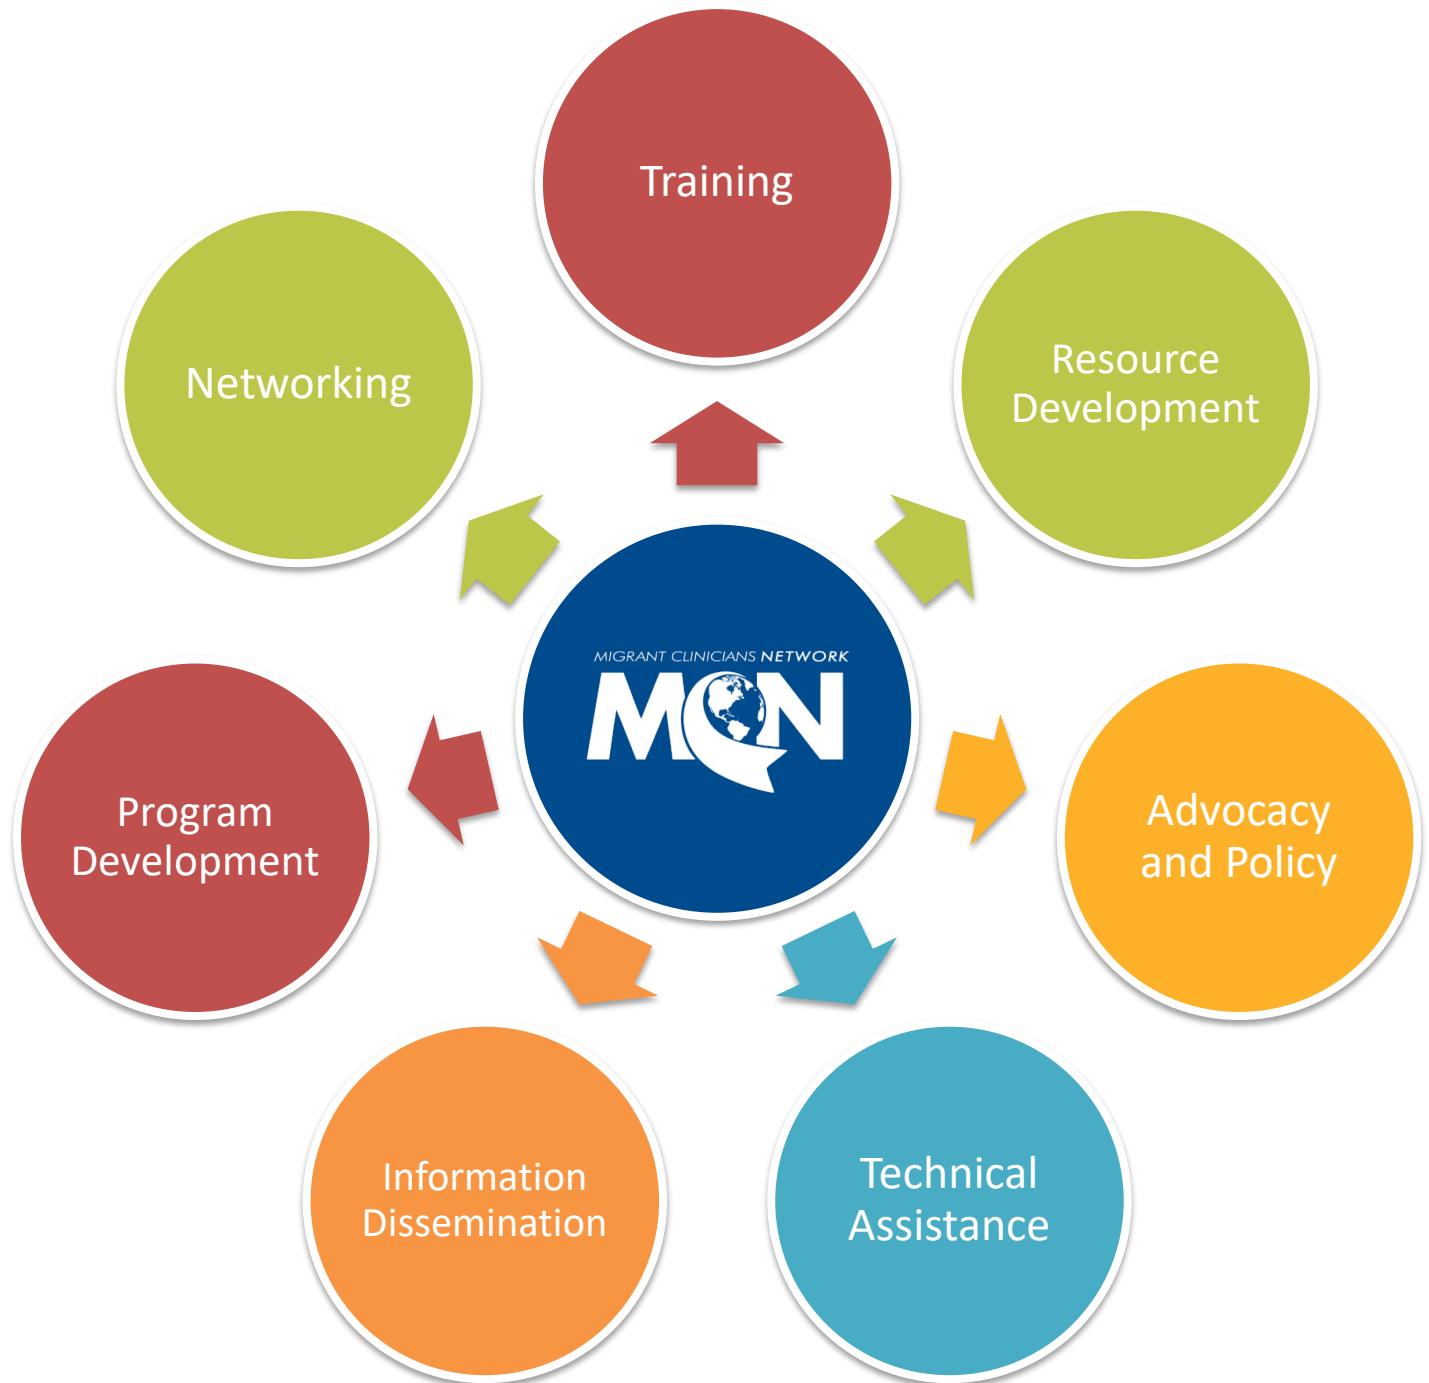 Training
Resource
Development
Networking
MIGRANT CLINICIANS NETWORK
MCN
Advocacy
and Policy
Program
Development
Technical
Assistance
Information
Dissemination